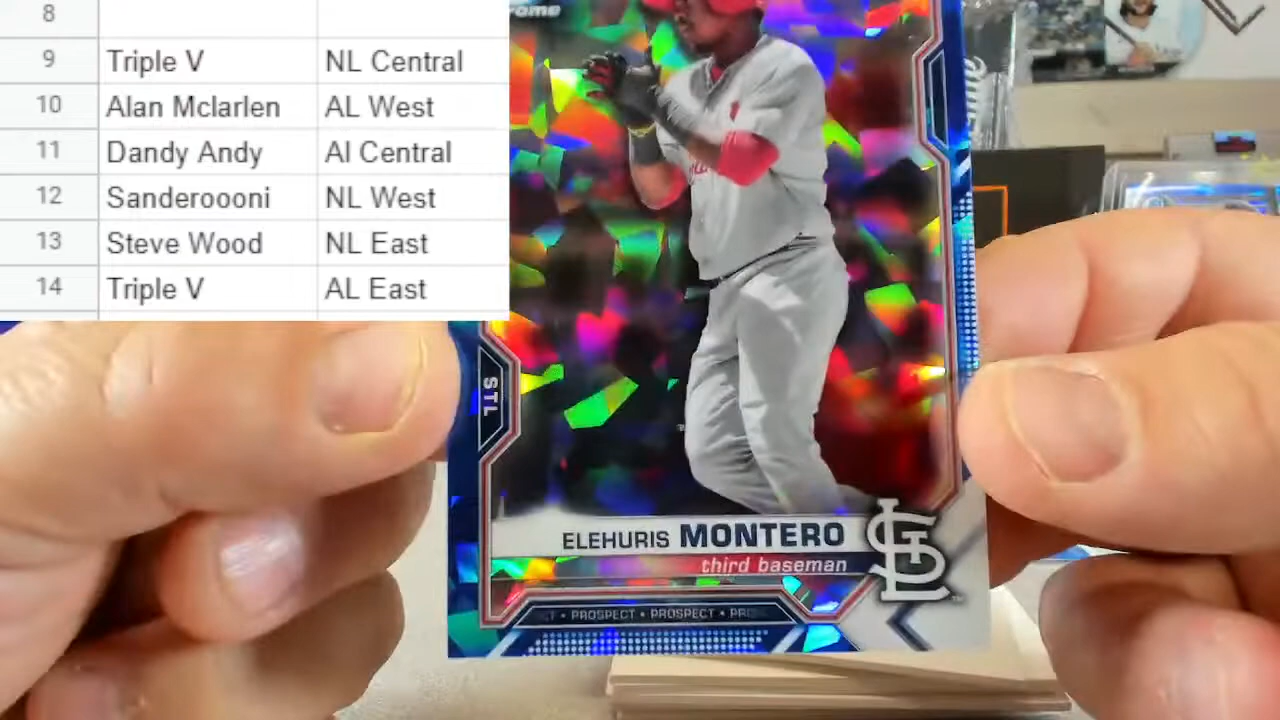 8
9 Triple V NL Central
10 Alan Mclarlen AL West
11 Dandy Andy Al Central
12 Sanderoooni NL West
13 Steve Wood NL East
14 Triple V AL East
STL
ELEHURIS MONTERO
third baseman
• PROSPECT • PROSPECT •